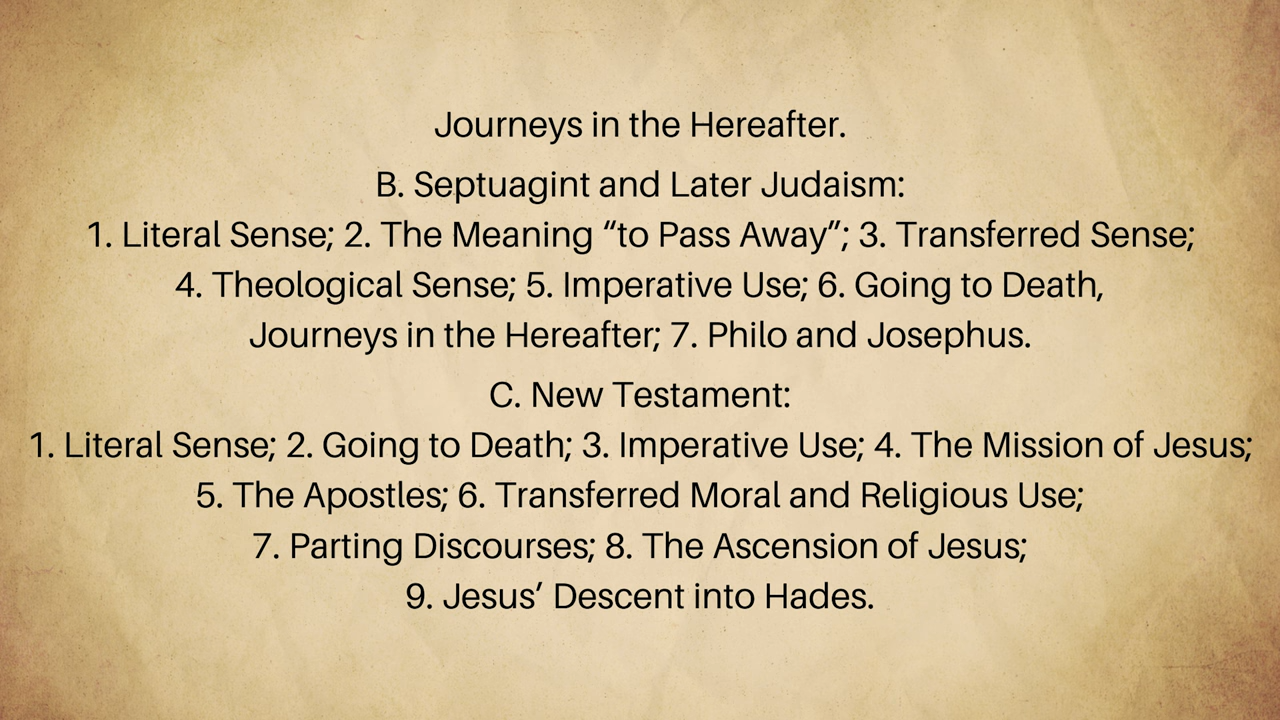 Journeys in the Hereafter.
B. Septuagint and Later Judaism:
1. Literal Sense; 2. The Meaning “to Pass Away”; 3. Transferred Sense;
4. Theological Sense; 5. Imperative Use; 6. Going to Death,
Journeys in the Hereafter; 7. Philo and Josephus.
C. New Testament:
1. Literal Sense; 2. Going to Death; 3. Imperative Use; 4. The Mission of Jesus;
5. The Apostles; 6. Transferred Moral and Religious Use;
7. Parting Discourses; 8. The Ascension of Jesus;
9. Jesus’ Descent into Hades.